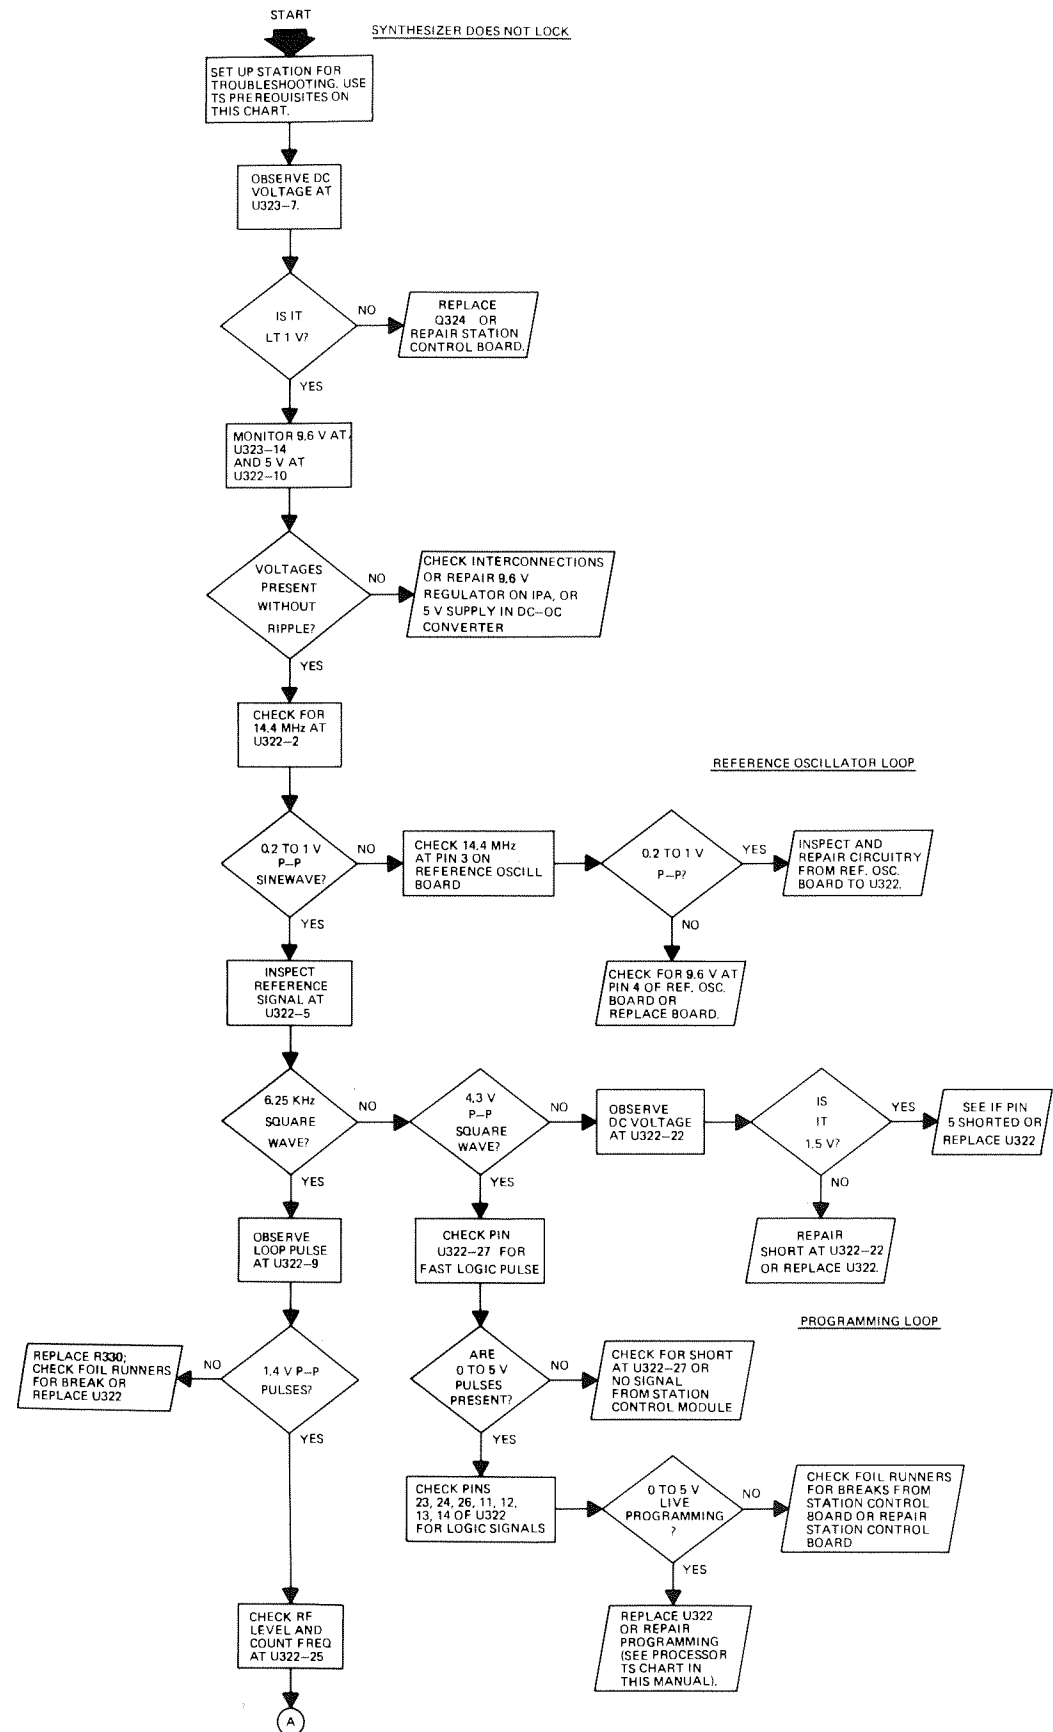 START
SYNTHESIZER DOES NOT LOCK
SET UP STATION FOR
TROUBLESHOOTING. USE
TS PREREQUISITES ON
THIS CHART.
OBSERVE DC
VOLTAGE AT
U323-7.
IS IT
LT 1 V?
NO
REPLACE
Q324 OR
REPAIR STATION
CONTROL BOARD.
YES
MONITOR 9.6 V AT
U323-14
AND 5 V AT
U322-10
VOLTAGES
PRESENT
WITHOUT
RIPPLE?
NO
CHECK INTERCONNECTIONS
OR REPAIR 9.6 V
REGULATOR ON IPA, OR
5 V SUPPLY IN DC-OC
CONVERTER
YES
CHECK FOR
14.4 MHz AT
U322-2
REFERENCE OSCILLATOR LOOP
0.2 TO 1 V
P-P
SINEWAVE?
NO
CHECK 14.4 MHz
AT PIN 3 ON
REFERENCE OSCILL
BOARD
0.2 TO 1 V
P-P?
YES
INSPECT AND
REPAIR CIRCUITRY
FROM REF. OSC.
BOARD TO U322.
NO
CHECK FOR 9.6 V AT
PIN 4 OF REF. OSC.
BOARD OR
REPLACE BOARD.
YES
INSPECT
REFERENCE
SIGNAL AT
U322-5
6.25 KHz
SQUARE
WAVE?
NO
4.3 V
P-P
SQUARE
WAVE?
NO
OBSERVE
DC VOLTAGE
AT U322-22
IS
IT
1.5 V?
YES
SEE IF PIN
5 SHORTED OR
REPLACE U322
NO
REPAIR
SHORT AT U322-22
OR REPLACE U322.
YES
CHECK PIN
U322-27 FOR
FAST LOGIC PULSE
YES
OBSERVE
LOOP PULSE
AT U322-9
PROGRAMMING LOOP
1.4 V P-P
PULSES?
NO
REPLACE R330;
CHECK FOIL RUNNERS
FOR BREAK OR
REPLACE U322
ARE
0 TO 5 V
PULSES
PRESENT?
NO
CHECK FOR SHORT
AT U322-27 OR
NO SIGNAL
FROM STATION
CONTROL MODULE
YES
YES
CHECK PINS
23, 24, 26, 11, 12,
13, 14 OF U322
FOR LOGIC SIGNALS
0 TO 5 V
LIVE
PROGRAMMING
?
NO
CHECK FOIL RUNNERS
FOR BREAKS FROM
STATION CONTROL
BOARD OR REPAIR
STATION CONTROL
BOARD
YES
REPLACE U322
OR REPAIR
PROGRAMMING
(SEE PROCESSOR
TS CHART IN
THIS MANUAL).
CHECK RF
LEVEL AND
COUNT FREQ
AT U322-25
A